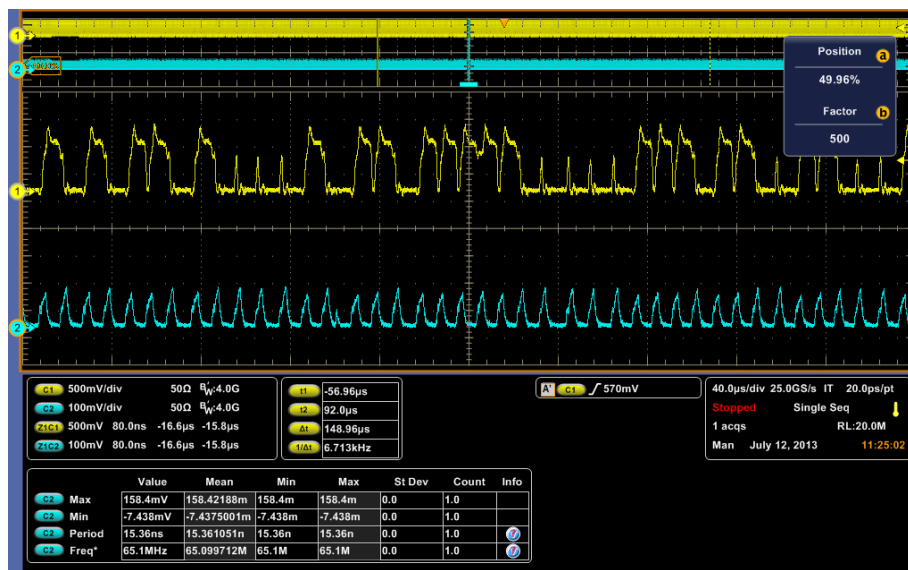 1
2
Position a
49.96%
Factor b
500
1
2
C1 500mV/div 50Ω BW:4.0G
C2 100mV/div 50Ω BW:4.0G
Z1C1 500mV 80.0ns -16.6µs -15.8µs
Z1C2 100mV 80.0ns -16.6µs -15.8µs
t1 -56.96µs
t2 92.0µs
Δt 148.96µs
1/Δt 6.713kHz
A' C1 570mV
40.0µs/div 25.0GS/s IT 20.0ps/pt
Stopped Single Seq
1 acqs RL:20.0M
Man July 12, 2013 11:25:02
Value Mean Min Max St Dev Count Info
C2 Max 158.4mV 158.42188m 158.4m 158.4m 0.0 1.0
C2 Min -7.438mV -7.4375001m -7.438m -7.438m 0.0 1.0
C2 Period 15.36ns 15.361051n 15.36n 15.36n 0.0 1.0
C2 Freq* 65.1MHz 65.099712M 65.1M 65.1M 0.0 1.0